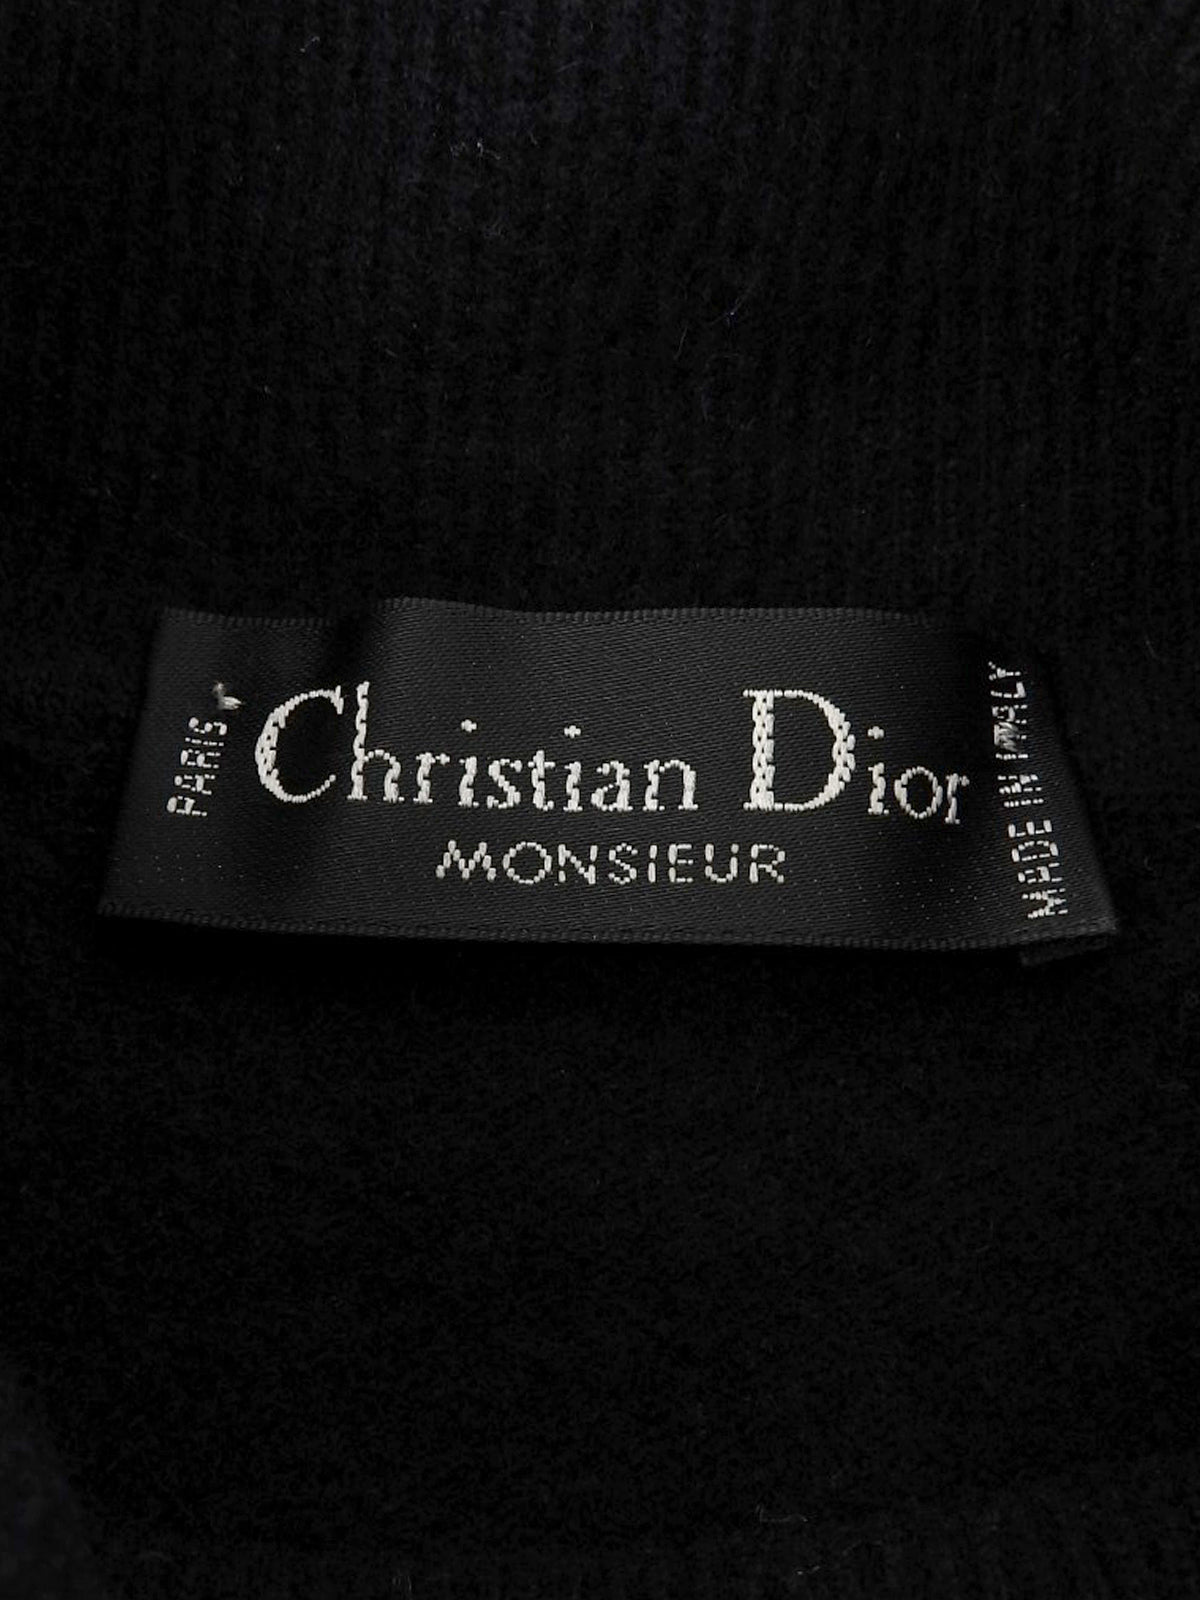 PARIS
Christian Dior
MONSIEUR
MADE IN ITALY